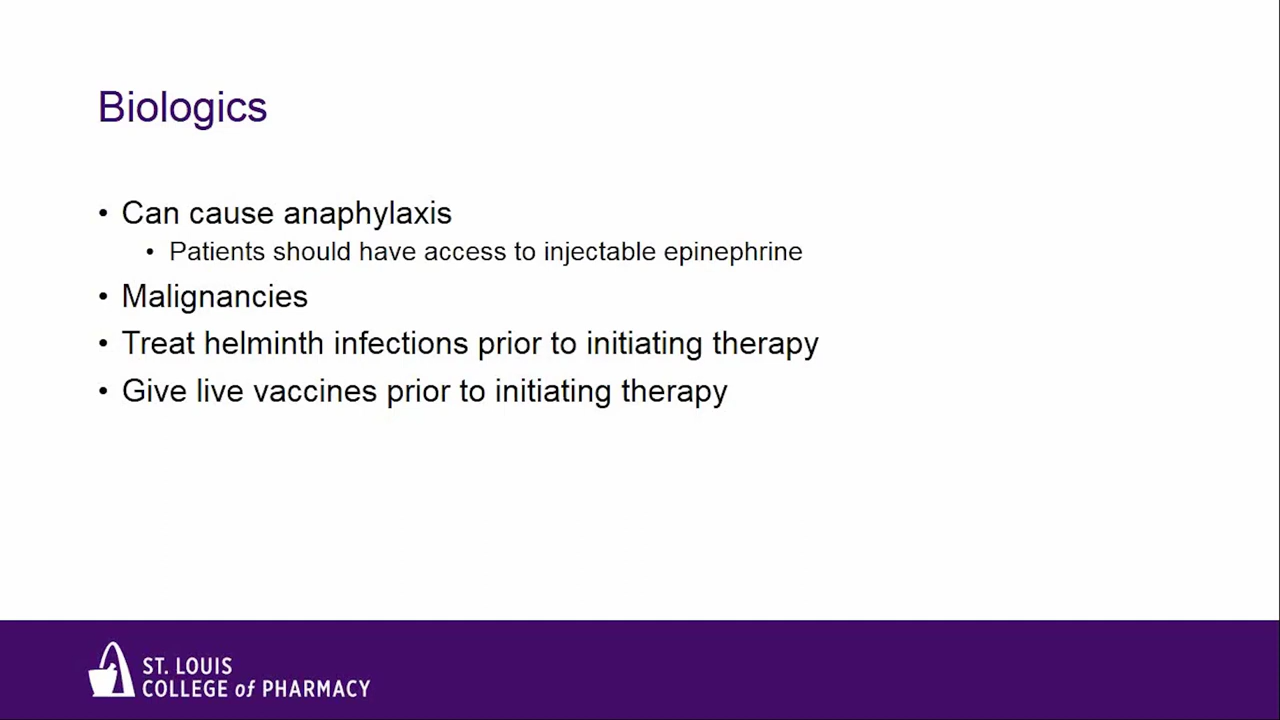 Biologics
• Can cause anaphylaxis
• Patients should have access to injectable epinephrine
• Malignancies
• Treat helminth infections prior to initiating therapy
• Give live vaccines prior to initiating therapy
ST. LOUIS
COLLEGE of PHARMACY